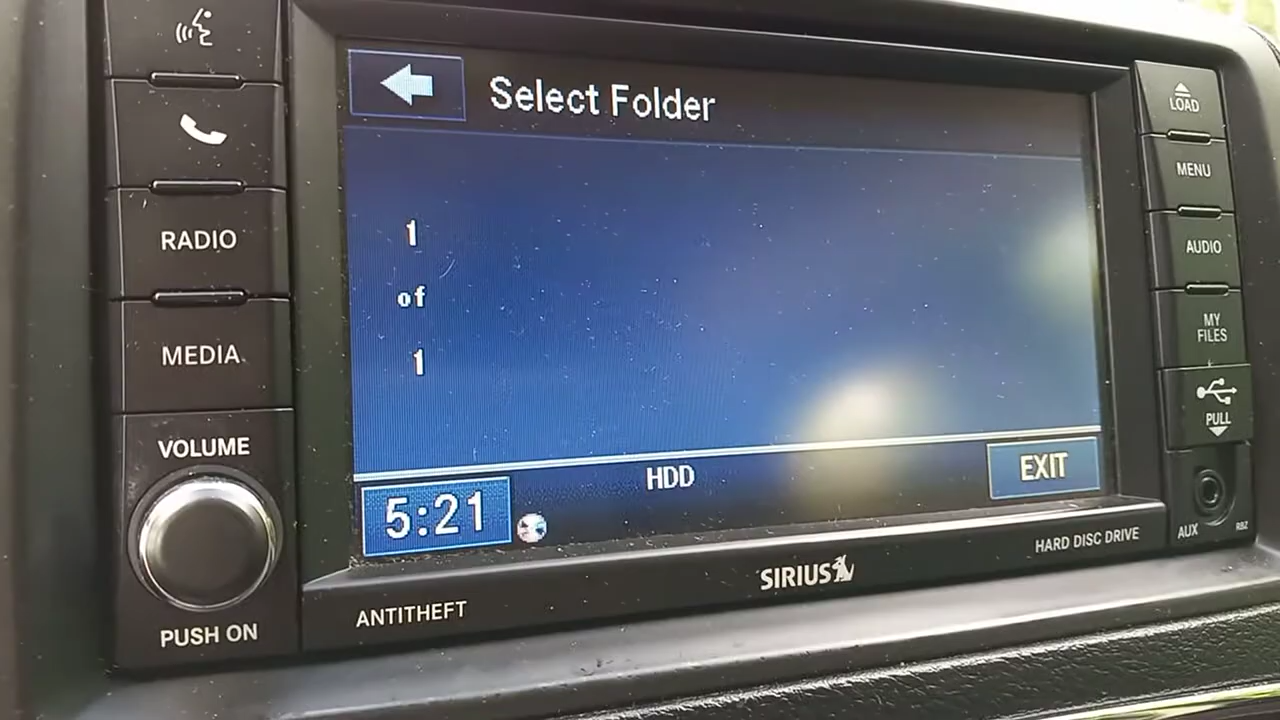 RADIO
MEDIA
VOLUME
PUSH ON
Select Folder
1
of
1
HDD
EXIT
5:21
ANTITHEFT
SIRIUS
HARD DISC DRIVE
LOAD
MENU
AUDIO
MY
FILES
PULL
AUX
RBZ